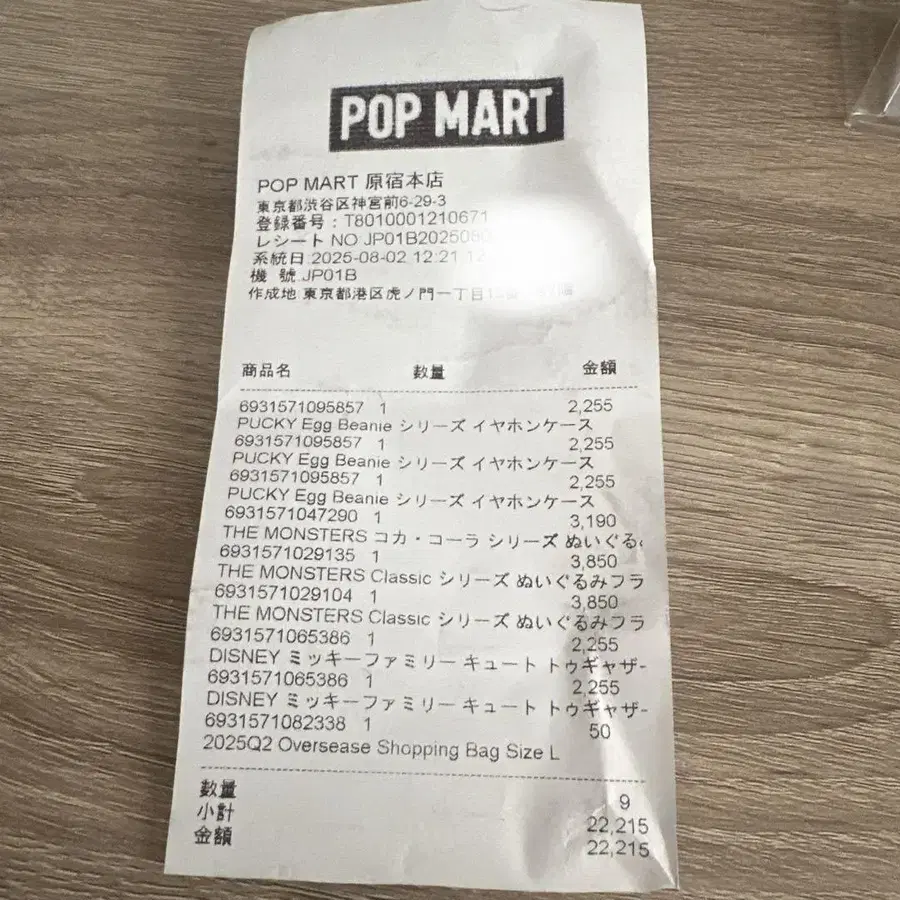 POP MART
POP MART 原宿本店
東京都渋谷区神宮前6-29-3
登録番号：T8010001210671
レシート NO:JP01B2025080
系統日:2025-08-02 12:21:12
機 號:JP01B
作成地:東京都港区虎ノ門一丁目
商品名 数量 金額
6931571095857 1 2,255
PUCKY Egg Beanie シリーズ イヤホンケース
6931571095857 1 2,255
PUCKY Egg Beanie シリーズ イヤホンケース
6931571095857 1 2,255
PUCKY Egg Beanie シリーズ イヤホンケース
6931571047290 1 3,190
THE MONSTERS コカ・コーラ シリーズ ぬいぐる
6931571029135 1 3,850
THE MONSTERS Classic シリーズ ぬいぐるみフラ
6931571029104 1 3,850
THE MONSTERS Classic シリーズ ぬいぐるみフラ
6931571065386 1 2,255
DISNEY ミッキーファミリー キュート トゥギャザー
6931571065386 1 2,255
DISNEY ミッキーファミリー キュート トゥギャザー
6931571082338 1 50
2025Q2 Oversease Shopping Bag Size L
数量 9
小計 22,215
金額 22,215